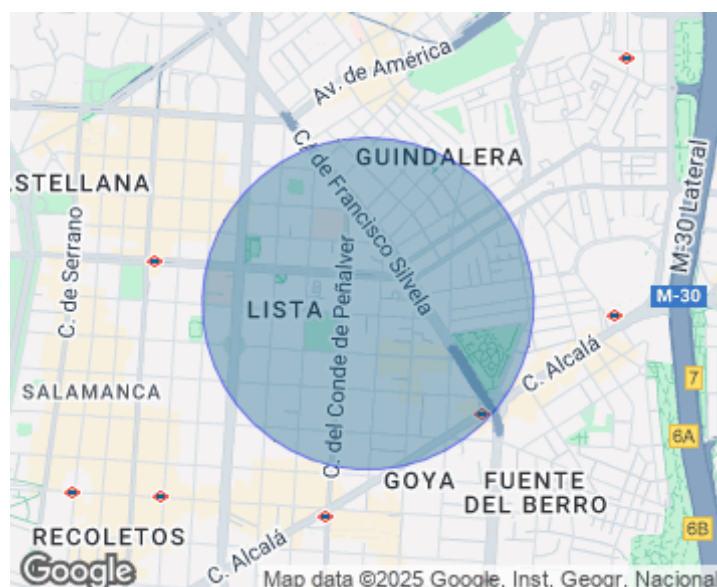 Av. de América
C. de Francisco Silvela
GUINDALERA
ASTELLANA
C. de Serrano
M-30 Lateral
M-30
LISTA
C. del Conde de Peñalver
C. Alcalá
7
SALAMANCA
6A
GOYA
FUENTE
DEL BERRO
RECOLETOS
6B
C. Alcalá
Google
Map data ©2025 Google, Inst. Geogr. Nacional